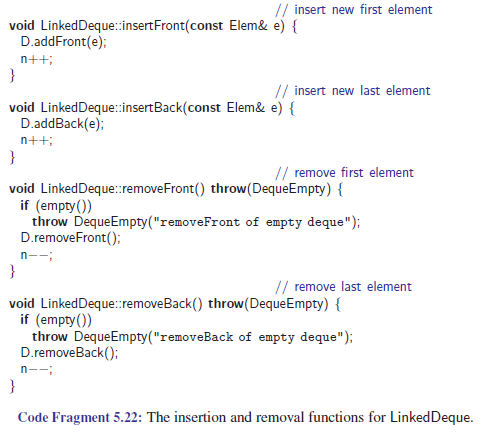 // insert new first element
void LinkedDeque::insertFront(const Elem& e) {
D.addFront(e);
n++;
}
// insert new last element
void LinkedDeque::insertBack(const Elem& e) {
D.addBack(e);
n++;
}
// remove first element
void LinkedDeque::removeFront() throw(DequeEmpty) {
if (empty())
throw DequeEmpty("removeFront of empty deque");
D.removeFront();
n--;
}
// remove last element
void LinkedDeque::removeBack() throw(DequeEmpty) {
if (empty())
throw DequeEmpty("removeBack of empty deque");
D.removeBack();
n--;
}
Code Fragment 5.22: The insertion and removal functions for LinkedDeque.